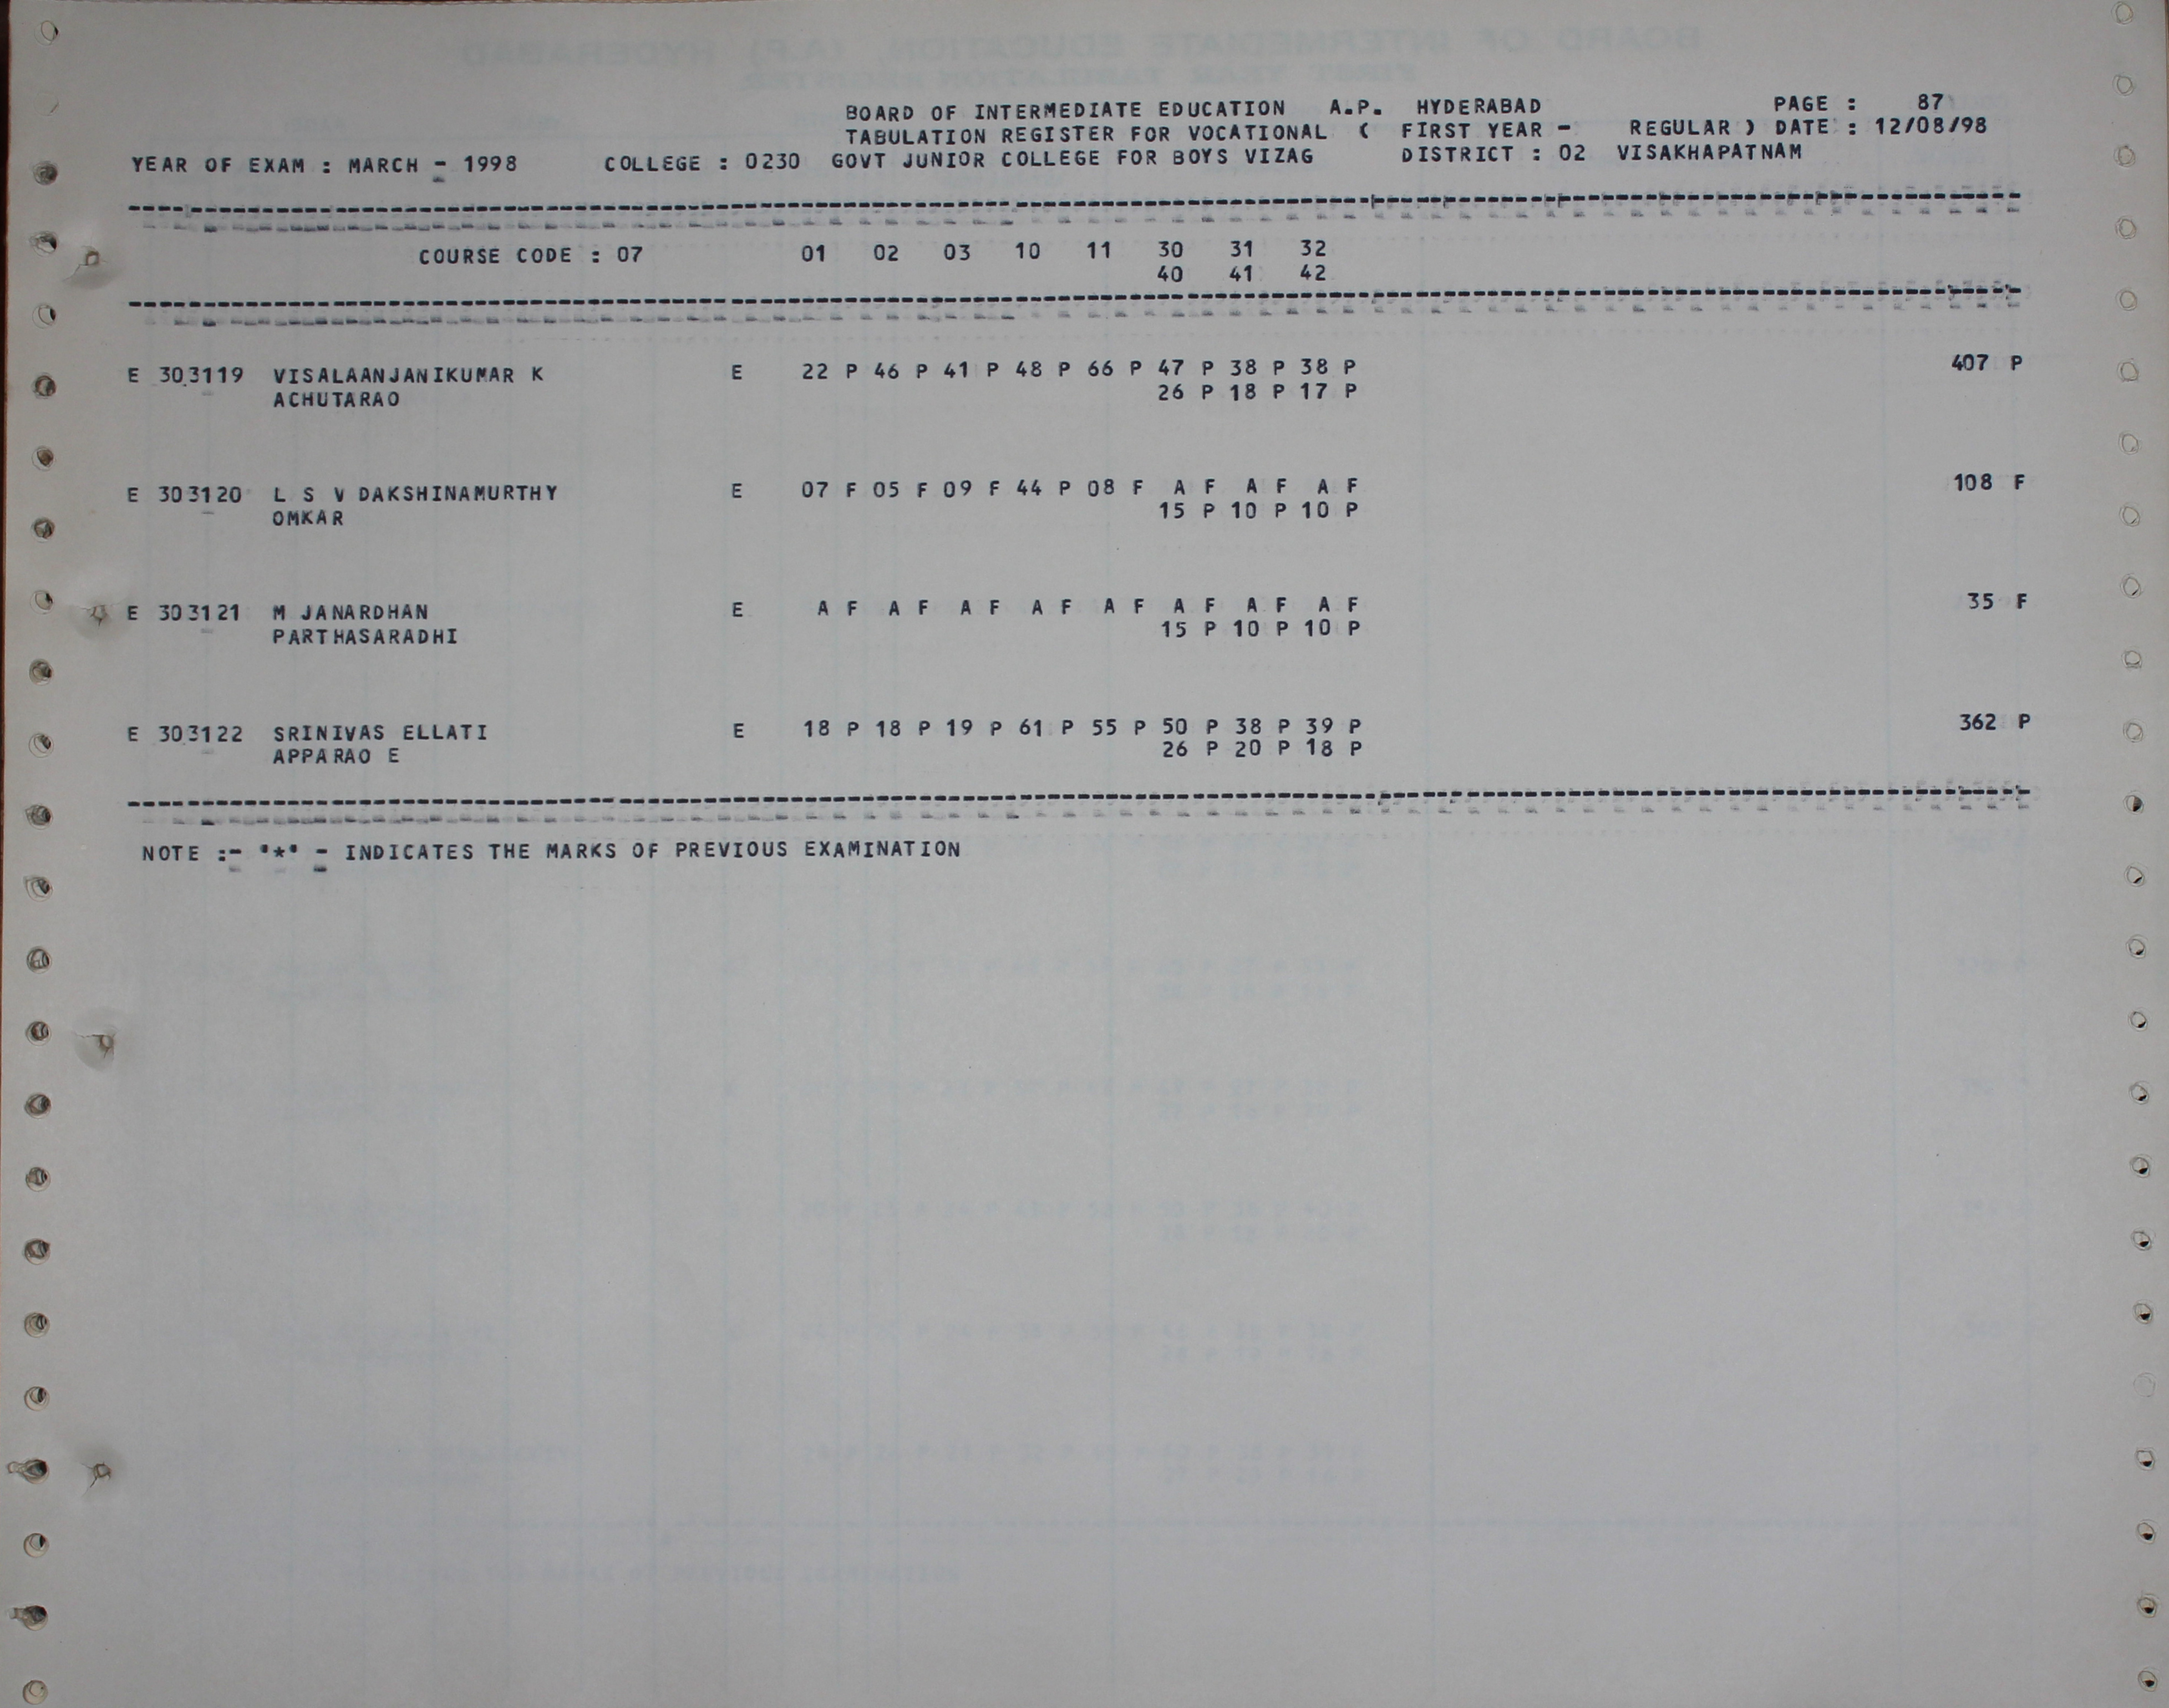 BOARD OF INTERMEDIATE EDUCATION A.P. HYDERABAD PAGE : 87
TABULATION REGISTER FOR VOCATIONAL ( FIRST YEAR - REGULAR ) DATE : 12/08/98
YEAR OF EXAM : MARCH - 1998 COLLEGE : 0230 GOVT JUNIOR COLLEGE FOR BOYS VIZAG DISTRICT : 02 VISAKHAPATNAM
COURSE CODE : 07 01 02 03 10 11 30 31 32
40 41 42
E 303119 VISALAANJANIKUMAR K E 22 P 46 P 41 P 48 P 66 P 47 P 38 P 38 P 407 P
ACHUTARAO 26 P 18 P 17 P
E 303120 L S V DAKSHINAMURTHY E 07 F 05 F 09 F 44 P 08 F A F A F A F 108 F
OMKAR 15 P 10 P 10 P
E 303121 M JANARDHAN E A F A F A F A F A F A F A F A F 35 F
PARTHASARADHI 15 P 10 P 10 P
E 303122 SRINIVAS ELLATI E 18 P 18 P 19 P 61 P 55 P 50 P 38 P 39 P 362 P
APPARAO E 26 P 20 P 18 P
NOTE :- '*' - INDICATES THE MARKS OF PREVIOUS EXAMINATION